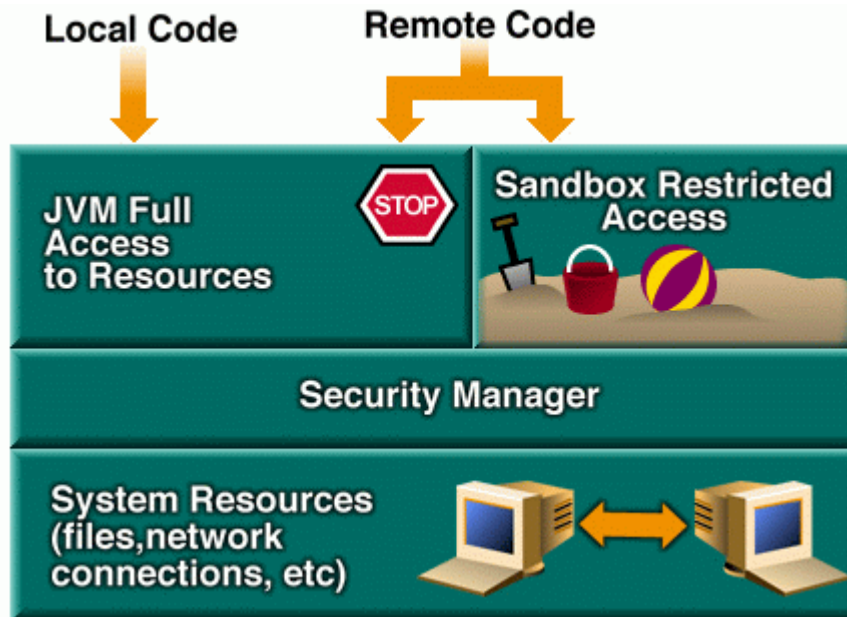 Local Code
Remote Code
JVM Full
Access
to Resources
STOP
Sandbox Restricted
Access
Security Manager
System Resources
(files,network
connections, etc)